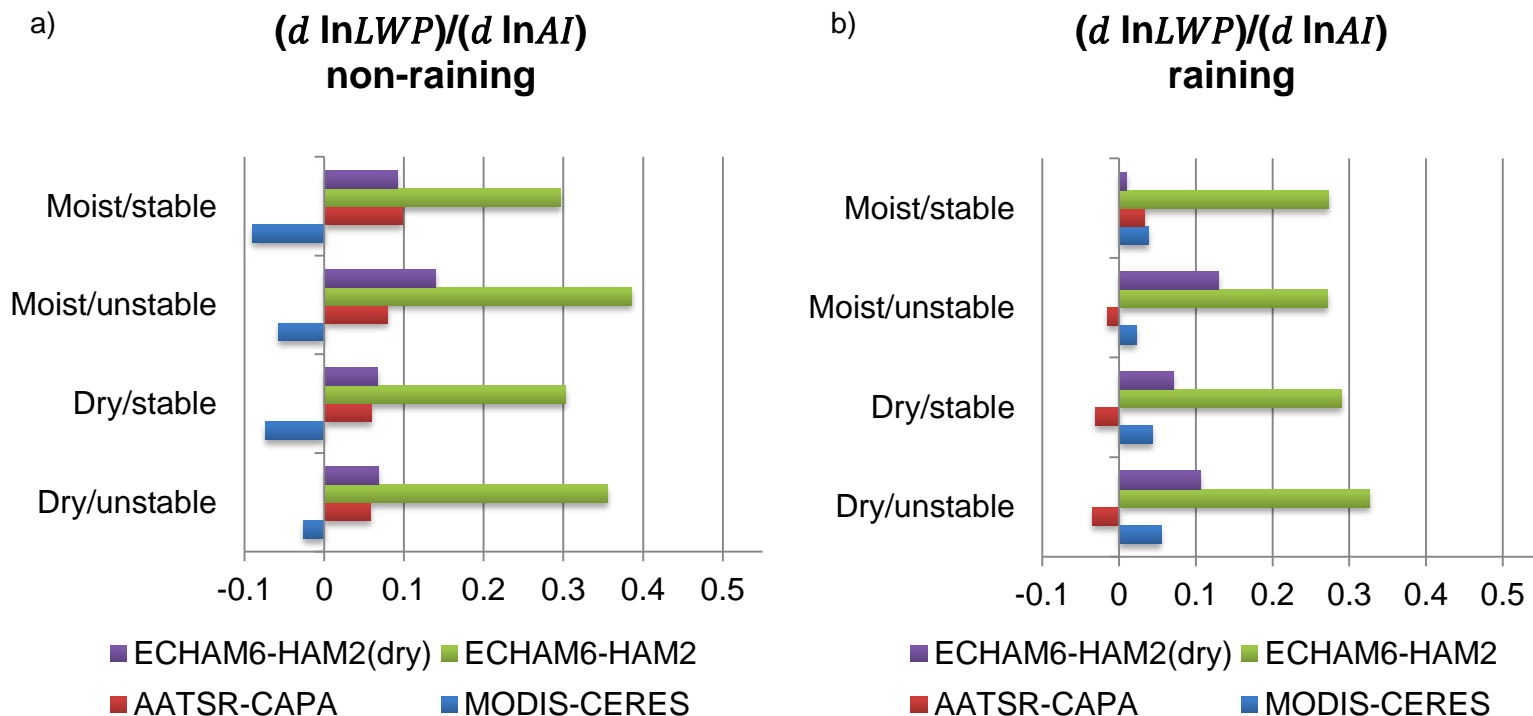 a)
(d lnLWP)/(d lnAI)
non-raining
Moist/stable
Moist/unstable
Dry/stable
Dry/unstable
-0.1 0 0.1 0.2 0.3 0.4 0.5
ECHAM6-HAM2(dry) ECHAM6-HAM2
AATSR-CAPA MODIS-CERES
b)
(d lnLWP)/(d lnAI)
raining
Moist/stable
Moist/unstable
Dry/stable
Dry/unstable
-0.1 0 0.1 0.2 0.3 0.4 0.5
ECHAM6-HAM2(dry) ECHAM6-HAM2
AATSR-CAPA MODIS-CERES